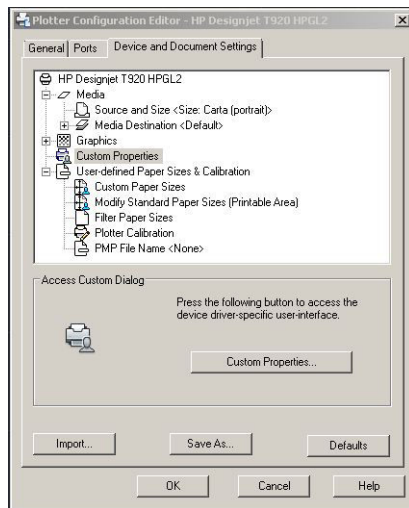 Plotter Configuration Editor - HP Designjet T920 HPGL2
General Ports Device and Document Settings
HP Designjet T920 HPGL2
Media
Source and Size <Size: Carta (portrait)>
Media Destination <Default>
Graphics
Custom Properties
User-defined Paper Sizes & Calibration
Custom Paper Sizes
Modify Standard Paper Sizes (Printable Area)
Filter Paper Sizes
Plotter Calibration
PMP File Name <None>
Access Custom Dialog
Press the following button to access the
device driver-specific user-interface.
Custom Properties...
Import... Save As... Defaults
OK Cancel Help